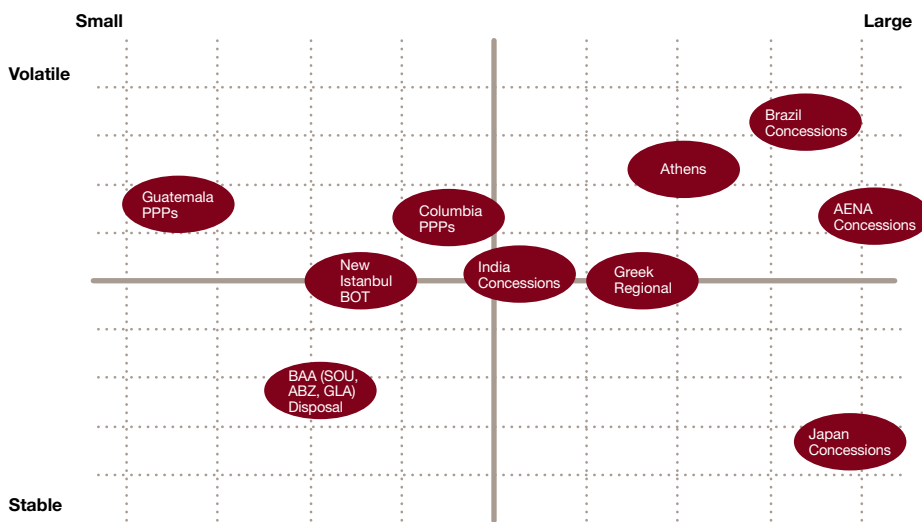 Small
Large
Volatile
Brazil
Concessions
Athens
Guatemala
PPPs
Columbia
PPPs
AENA
Concessions
New
Istanbul
BOT
India
Concessions
Greek
Regional
BAA (SOU,
ABZ, GLA)
Disposal
Japan
Concessions
Stable